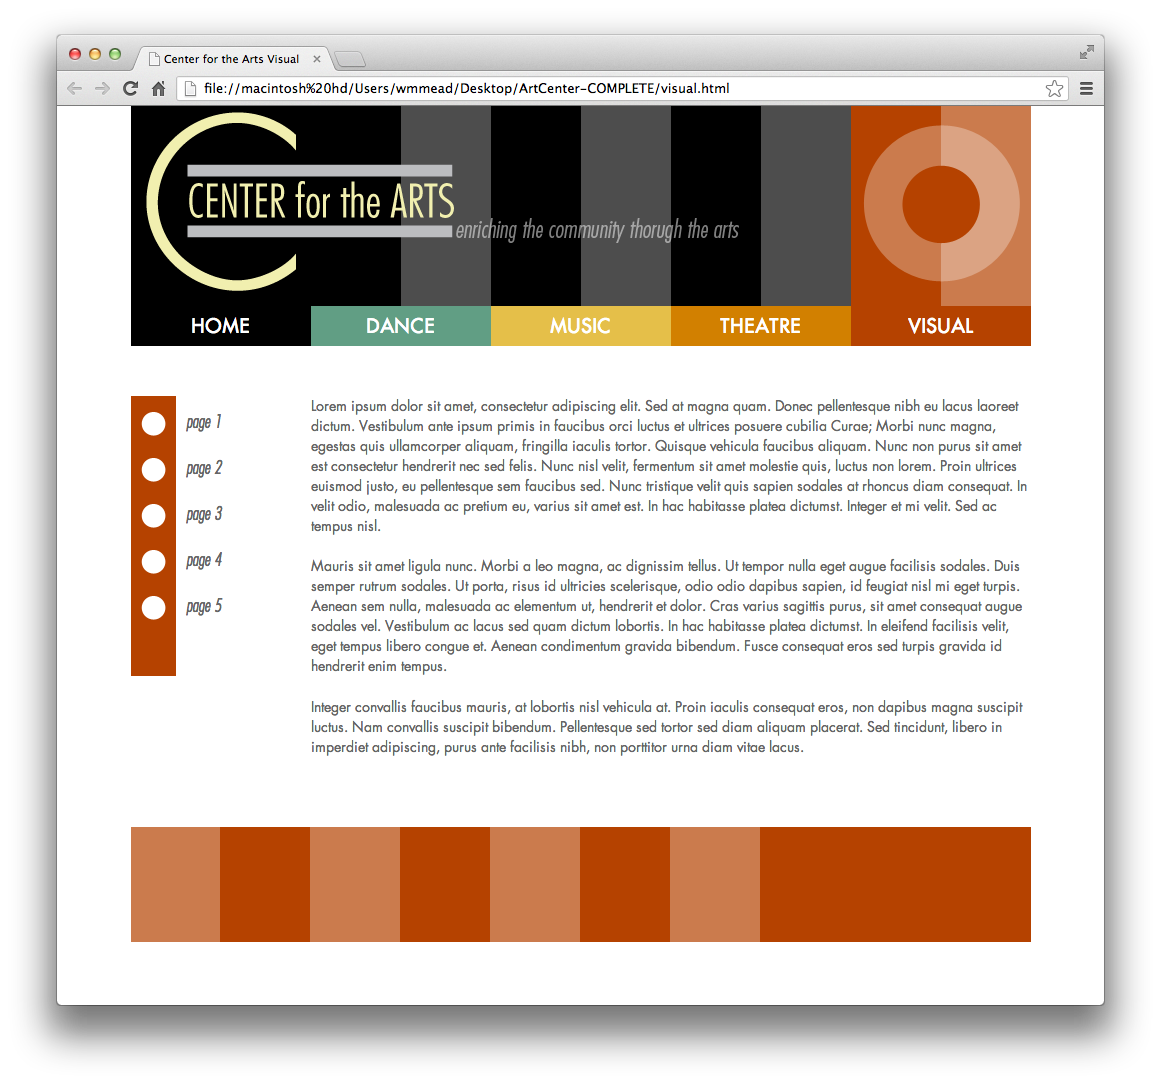 Center for the Arts Visual
file://macintosh%20hd/Users/wmmead/Desktop/ArtCenter-COMPLETE/visual.html
C
CENTER for the ARTS
enriching the community thorugh the arts
HOME DANCE MUSIC THEATRE VISUAL
page 1
page 2
page 3
page 4
page 5
Lorem ipsum dolor sit amet, consectetur adipiscing elit. Sed at magna quam. Donec pellentesque nibh eu lacus laoreet
dictum. Vestibulum ante ipsum primis in faucibus orci luctus et ultrices posuere cubilia Curae; Morbi nunc magna,
egestas quis ullamcorper aliquam, fringilla iaculis tortor. Quisque vehicula faucibus aliquam. Nunc non purus sit amet
est consectetur hendrerit nec sed felis. Nunc nisl velit, fermentum sit amet molestie quis, luctus non lorem. Proin ultrices
euismod justo, eu pellentesque sem faucibus sed. Nunc tristique velit quis sapien sodales at rhoncus diam consequat. In
velit odio, malesuada ac pretium eu, varius sit amet est. In hac habitasse platea dictumst. Integer et mi velit. Sed ac
tempus nisl.
Mauris sit amet ligula nunc. Morbi a leo magna, ac dignissim tellus. Ut tempor nulla eget augue facilisis sodales. Duis
semper rutrum sodales. Ut porta, risus id ultricies scelerisque, odio odio dapibus sapien, id feugiat nisl mi eget turpis.
Aenean sem nulla, malesuada ac elementum ut, hendrerit et dolor. Cras varius sagittis purus, sit amet consequat augue
sodales vel. Vestibulum ac lacus sed quam dictum lobortis. In hac habitasse platea dictumst. In eleifend facilisis velit,
eget tempus libero congue et. Aenean condimentum gravida bibendum. Fusce consequat eros sed turpis gravida id
hendrerit enim tempus.
Integer convallis faucibus mauris, at lobortis nisl vehicula at. Proin iaculis consequat eros, non dapibus magna suscipit
luctus. Nam convallis suscipit bibendum. Pellentesque sed tortor sed diam aliquam placerat. Sed tincidunt, libero in
imperdiet adipiscing, purus ante facilisis nibh, non porttitor urna diam vitae lacus.